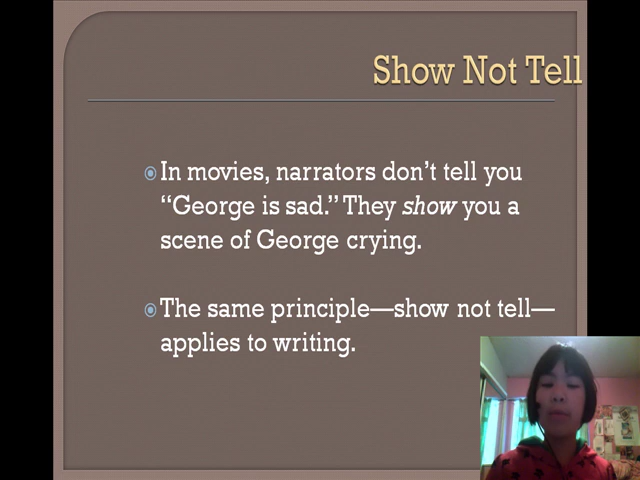 Show Not Tell
In movies, narrators don't tell you
“George is sad.” They show you a
scene of George crying.
The same principle—show not tell—
applies to writing.